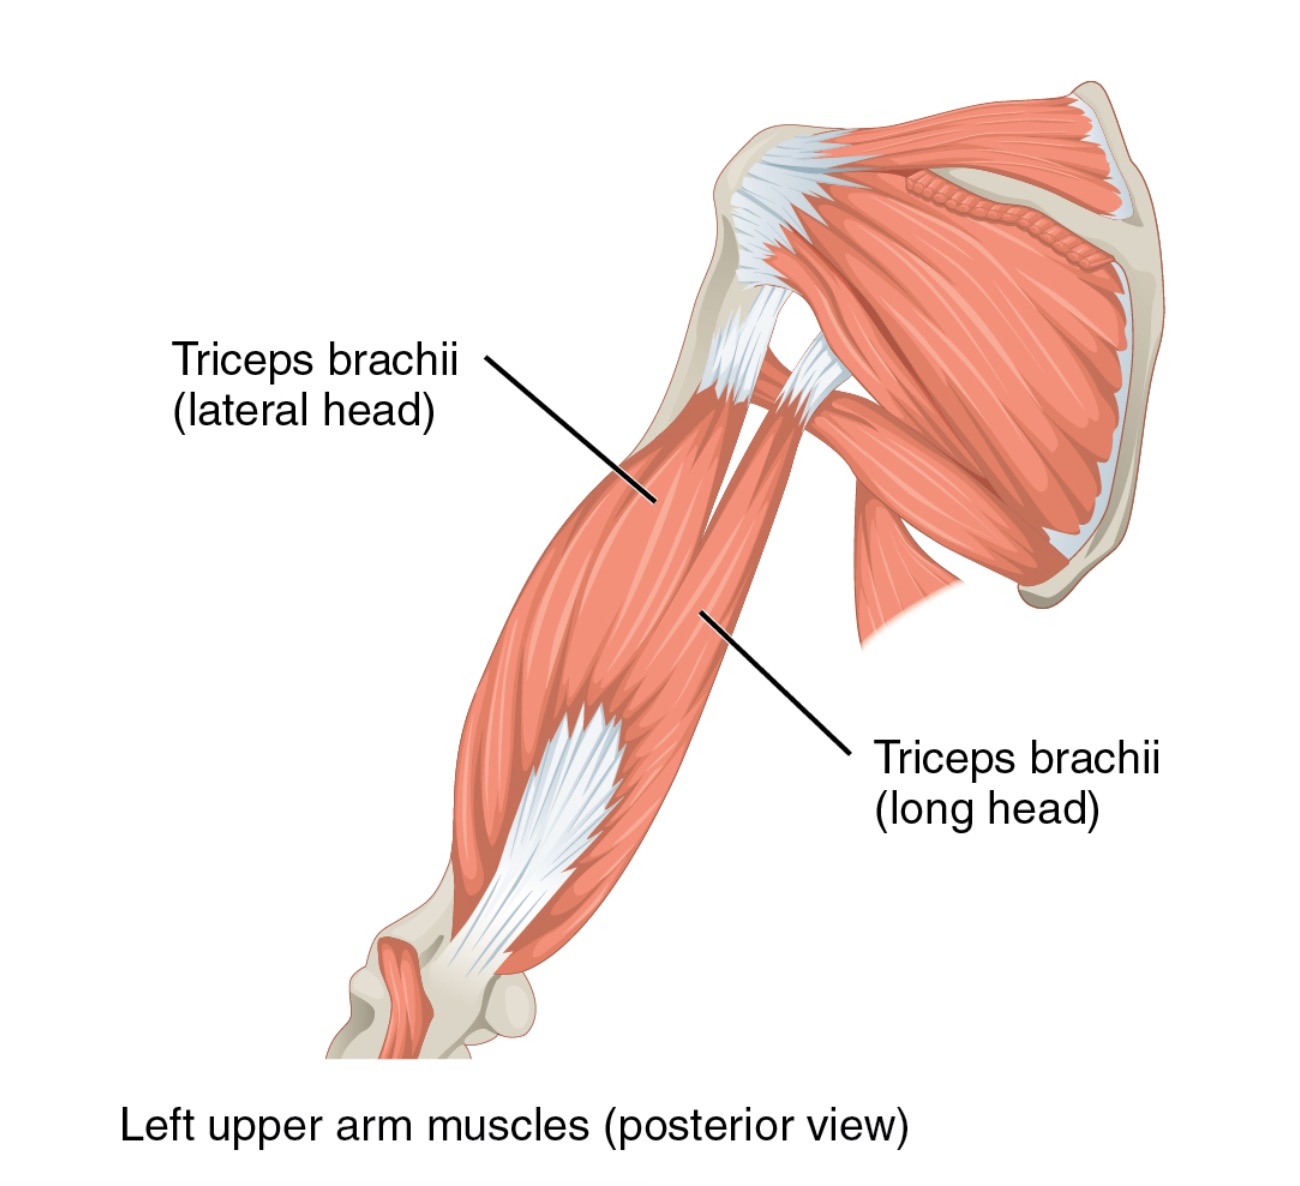 Triceps brachii
(lateral head)
Triceps brachii
(long head)
Left upper arm muscles (posterior view)